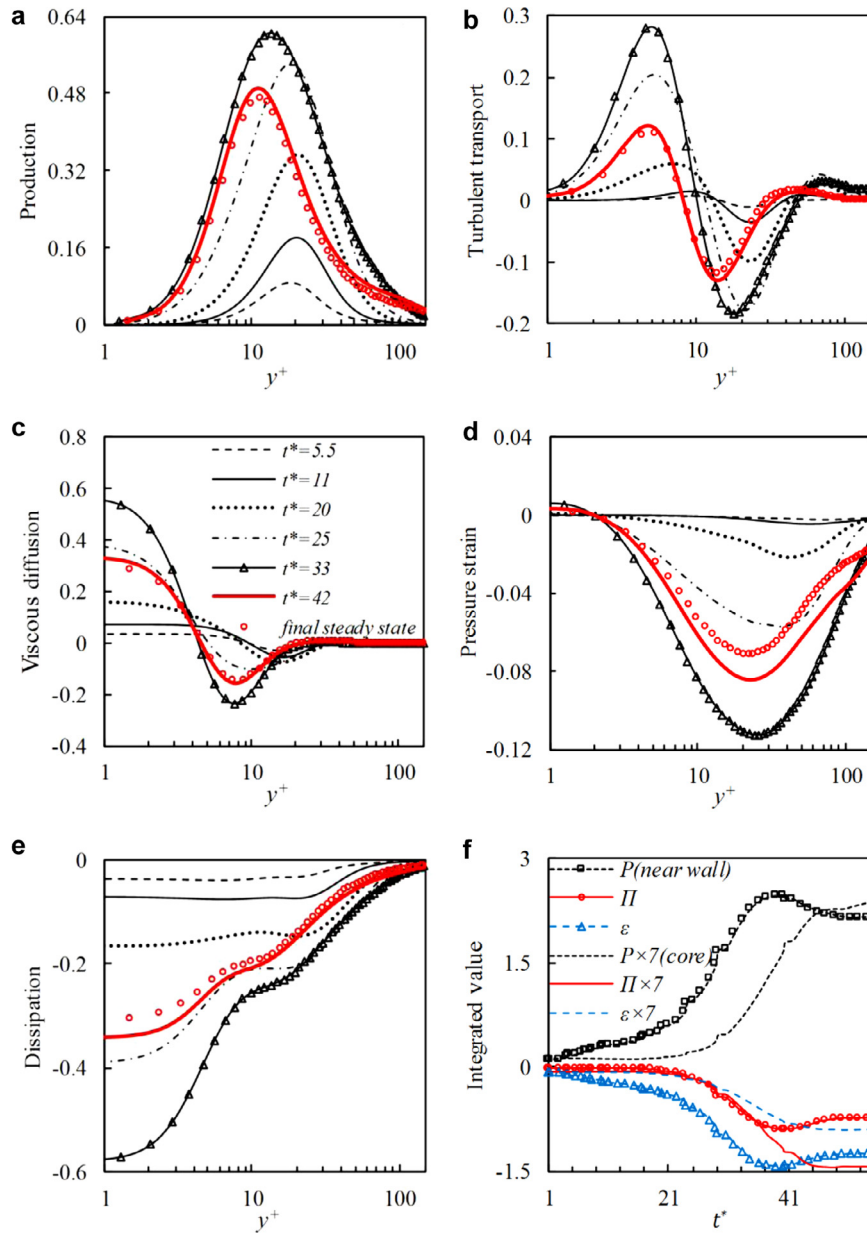 a
0.64
0.48
0.32
0.16
0
1 10 100
Production
y+
b
0.4
0.3
0.2
0.1
0
-0.1
-0.2
1 10 100
Turbulent transport
y+
c
0.8
0.6
0.4
0.2
0
-0.2
-0.4
1 10 100
Viscous diffusion
y+
t*=5.5
t*=11
t*=20
t*=25
t*=33
t*=42
final steady state
d
0.04
0
-0.04
-0.08
-0.12
1 10 100
Pressure strain
y+
e
0
-0.2
-0.4
-0.6
1 10 100
Dissipation
y+
f
3
1.5
0
-1.5
1 21 41
Integrated value
t*
P(near wall)
Π
ε
P×7(core)
Π×7
ε×7